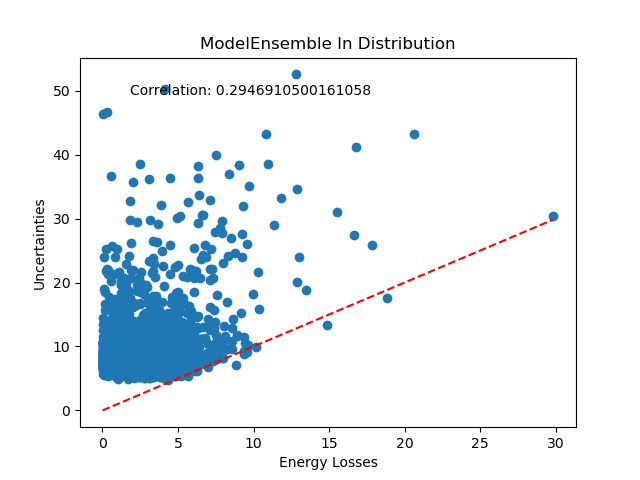 ModelEnsemble In Distribution
Correlation: 0.2946910500161058
Uncertainties
50
40
30
20
10
0
0 5 10 15 20 25 30
Energy Losses